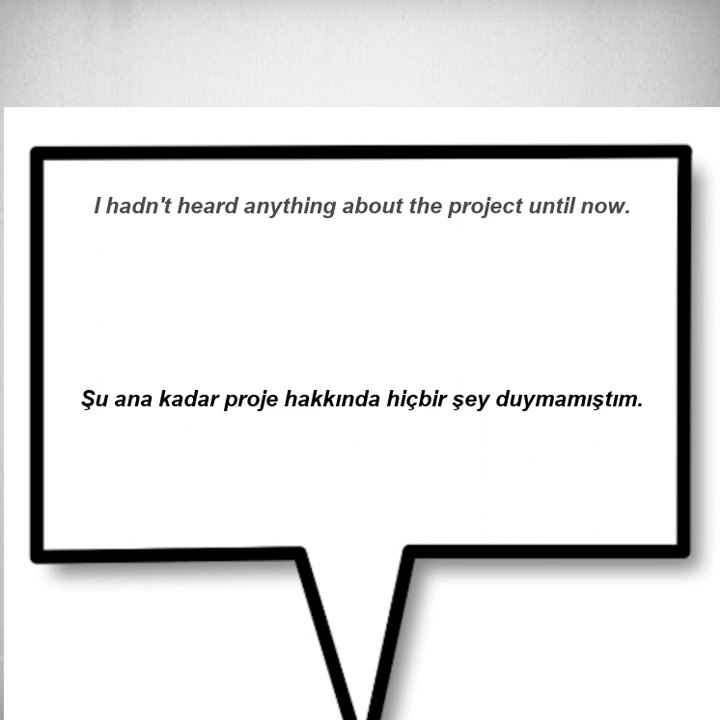 I hadn't heard anything about the project until now.
Şu ana kadar proje hakkında hiçbir şey duymamıştım.